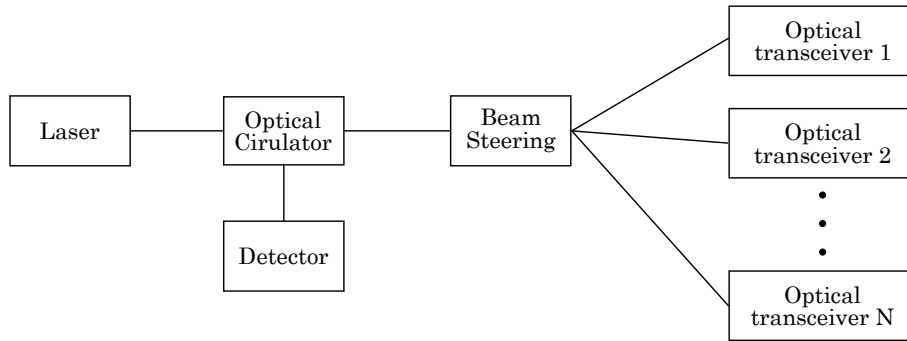 Optical
transceiver 1
Laser
Optical
Cirulator
Beam
Steering
Optical
transceiver 2
Detector
Optical
transceiver N